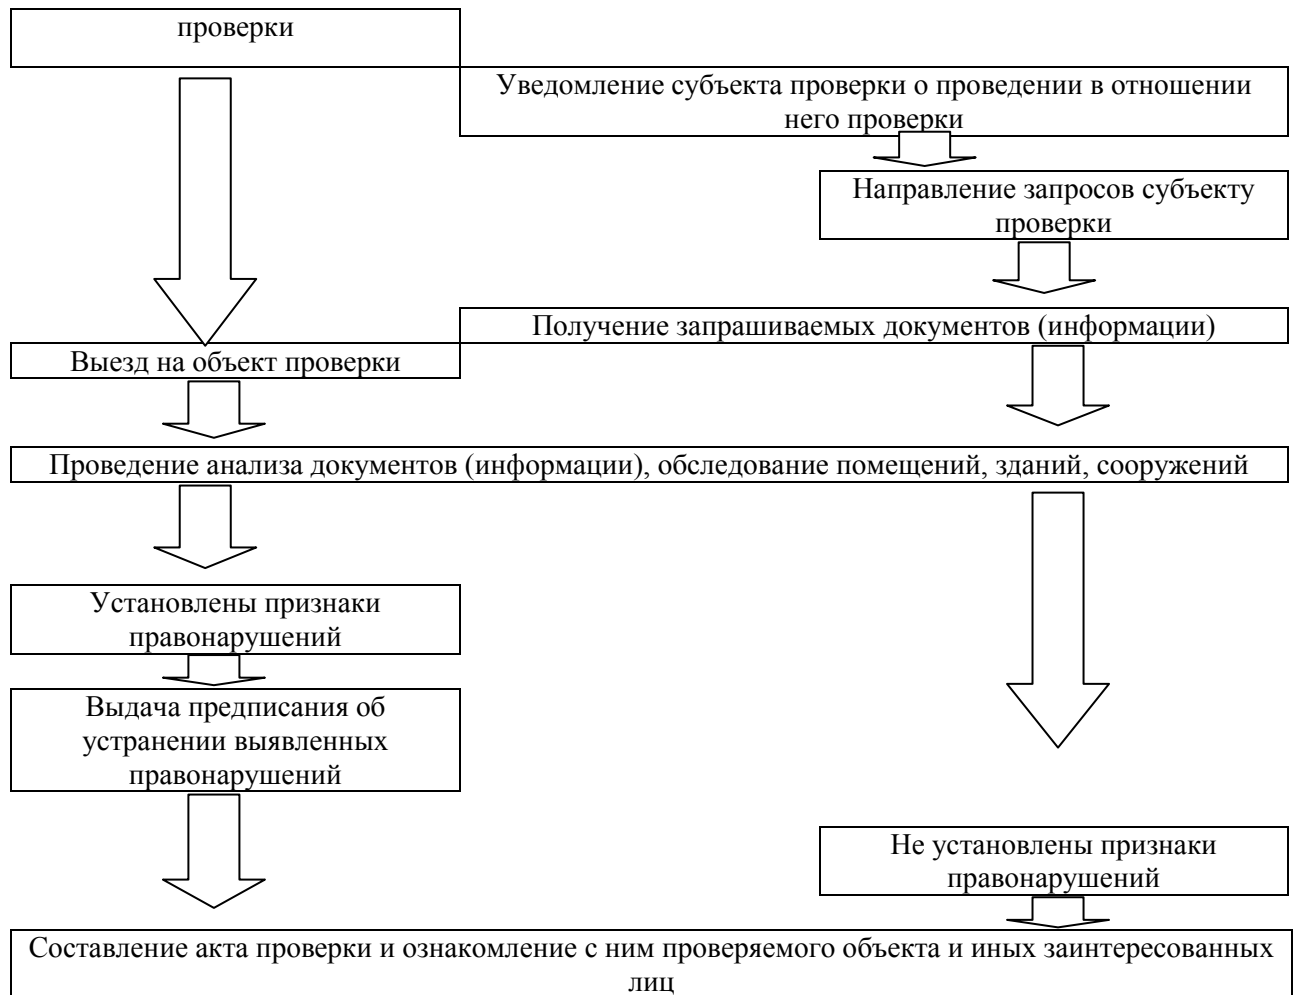 проверки
Уведомление субъекта проверки о проведении в отношении
него проверки
Направление запросов субъекту
проверки
Получение запрашиваемых документов (информации)
Выезд на объект проверки
Проведение анализа документов (информации), обследование помещений, зданий, сооружений
Установлены признаки
правонарушений
Выдача предписания об
устранении выявленных
правонарушений
Не установлены признаки
правонарушений
Составление акта проверки и ознакомление с ним проверяемого объекта и иных заинтересованных
лиц